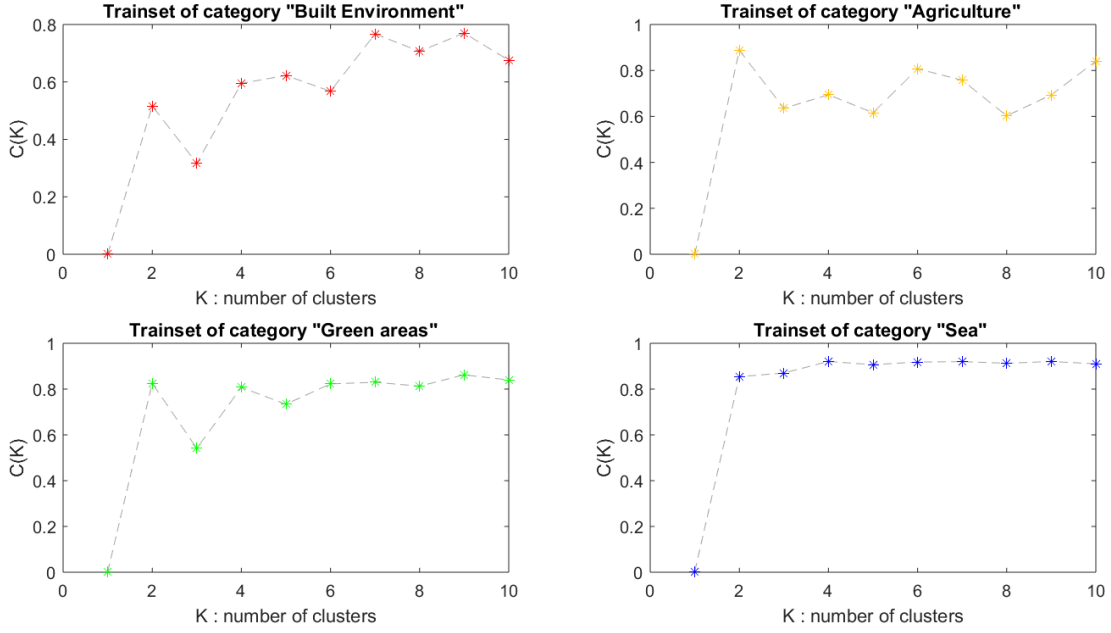 Trainset of category "Built Environment"
0.8
0.6
0.4
0.2
0
C(K)
0 2 4 6 8 10
K : number of clusters
Trainset of category "Agriculture"
1
0.8
0.6
0.4
0.2
0
C(K)
0 2 4 6 8 10
K : number of clusters
Trainset of category "Green areas"
1
0.8
0.6
0.4
0.2
0
C(K)
0 2 4 6 8 10
K : number of clusters
Trainset of category "Sea"
1
0.8
0.6
0.4
0.2
0
C(K)
0 2 4 6 8 10
K : number of clusters